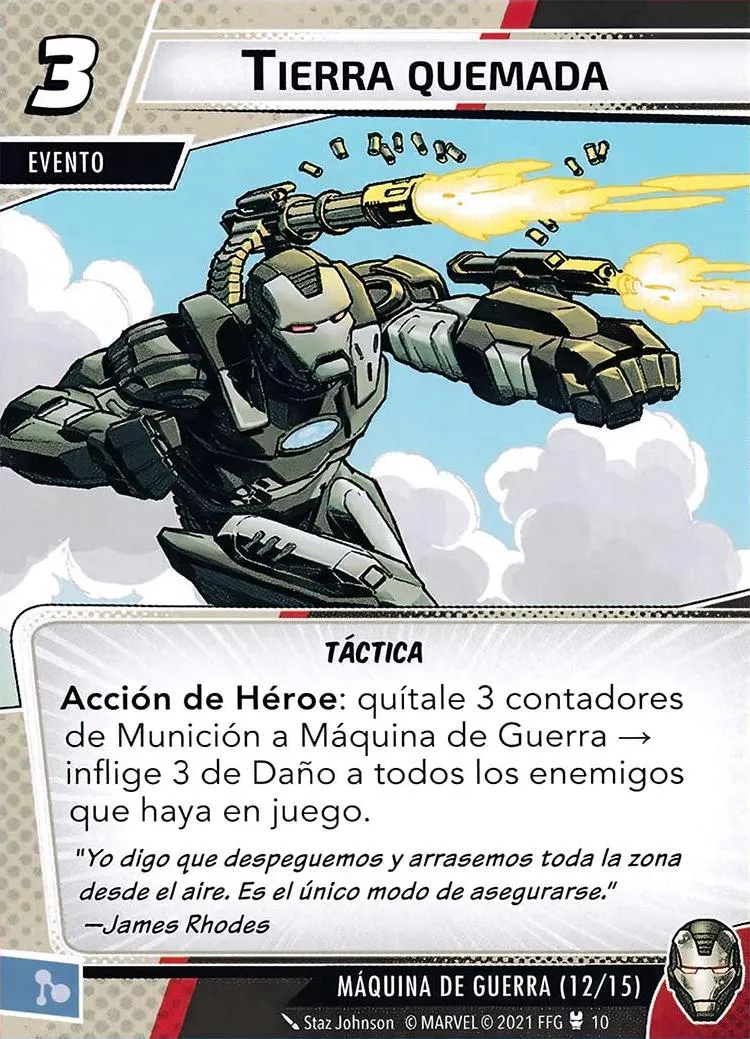 3
TIERRA QUEMADA
EVENTO
TÁCTICA
Acción de Héroe: quítale 3 contadores
de Munición a Máquina de Guerra →
inflige 3 de Daño a todos los enemigos
que haya en juego.
"Yo digo que despeguemos y arrasemos toda la zona
desde el aire. Es el único modo de asegurarse."
—James Rhodes
MÁQUINA DE GUERRA (12/15)
Staz Johnson © MARVEL © 2021 FFG 10